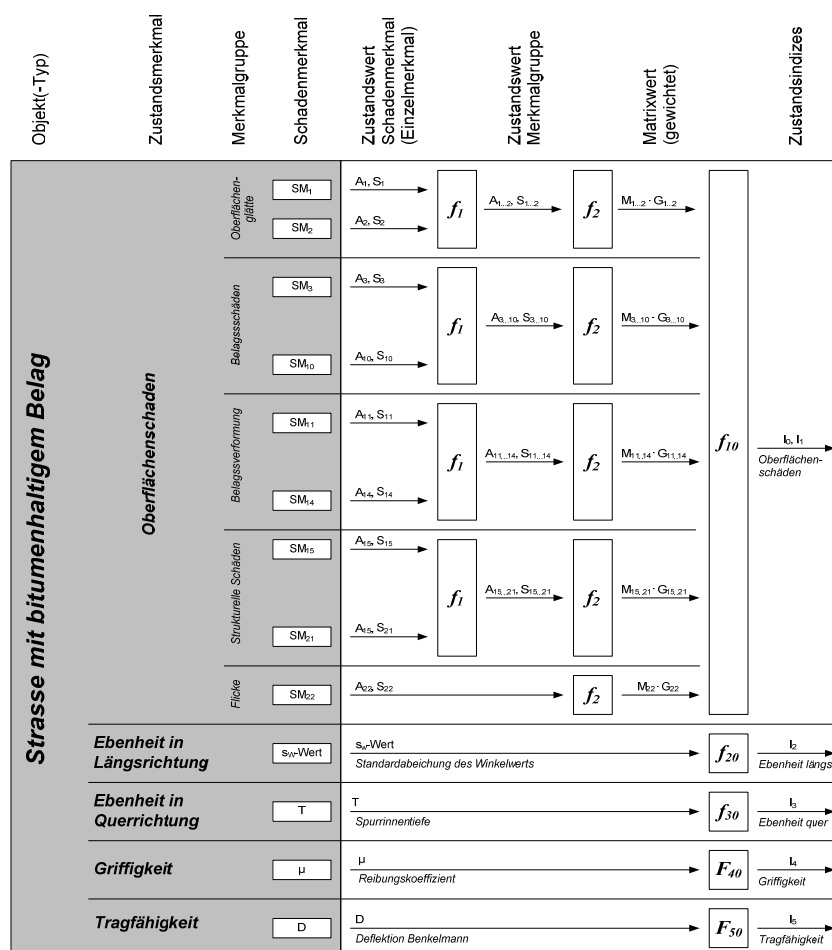 Objekt(-Typ)
Zustandsmerkmal
Merkmalgruppe
Schadenmerkmal
Zustandswert
Schadenmerkmal
(Einzelmerkmal)
Zustandswert
Merkmalgruppe
Matrixwert
(gewichtet)
Zustandsindizes
Strasse mit bitumenhaltigem Belag
Oberflächenschaden
Oberflächen-
glätte
SM₁
A₁, S₁
SM₂
A₂, S₂
f₁
A₁...₂, S₁...₂
f₂
M₁...₂ · G₁...₂
Belagssschäden
SM₃
A₃, S₃
SM₁₀
A₁₀, S₁₀
f₁
A₃...₁₀, S₃...₁₀
f₂
M₃...₁₀ · G₃...₁₀
Belagssverformung
SM₁₁
A₁₁, S₁₁
SM₁₄
A₁₄, S₁₄
f₁
A₁₁...₁₄, S₁₁...₁₄
f₂
M₁₁..₁₄ · G₁₁..₁₄
f₁₀
I₀, I₁
Oberflächen-
schäden
Strukturelle Schäden
SM₁₅
A₁₅, S₁₅
SM₂₁
A₁₅, S₂₁
f₁
A₁₅..₂₁, S₁₅..₂₁
f₂
M₁₅..₂₁ · G₁₅..₂₁
Flicke
SM₂₂
A₂₂, S₂₂
f₂
M₂₂ · G₂₂
Ebenheit in
Längsrichtung
s_W-Wert
s_W-Wert
Standardabeichung des Winkelwerts
f₂₀
I₂
Ebenheit längs
Ebenheit in
Querrichtung
T
T
Spurrinnentiefe
f₃₀
I₃
Ebenheit quer
Griffigkeit
µ
µ
Reibungskoeffizient
F₄₀
I₄
Griffigkeit
Tragfähigkeit
D
D
Deflektion Benkelmann
F₅₀
I₅
Tragfähigkeit